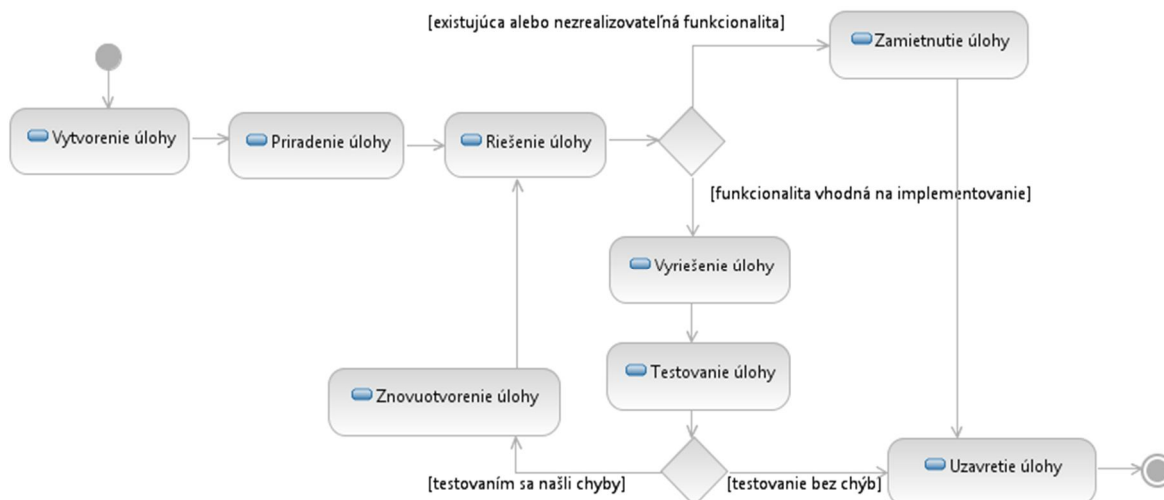 [existujúca alebo nezrealizovateľná funkcionalita]
Zamietnutie úlohy
Vytvorenie úlohy
Priradenie úlohy
Riešenie úlohy
[funkcionalita vhodná na implementovanie]
Vyriešenie úlohy
Testovanie úlohy
Znovuotvorenie úlohy
[testovaním sa našli chyby]
[testovanie bez chýb]
Uzavretie úlohy